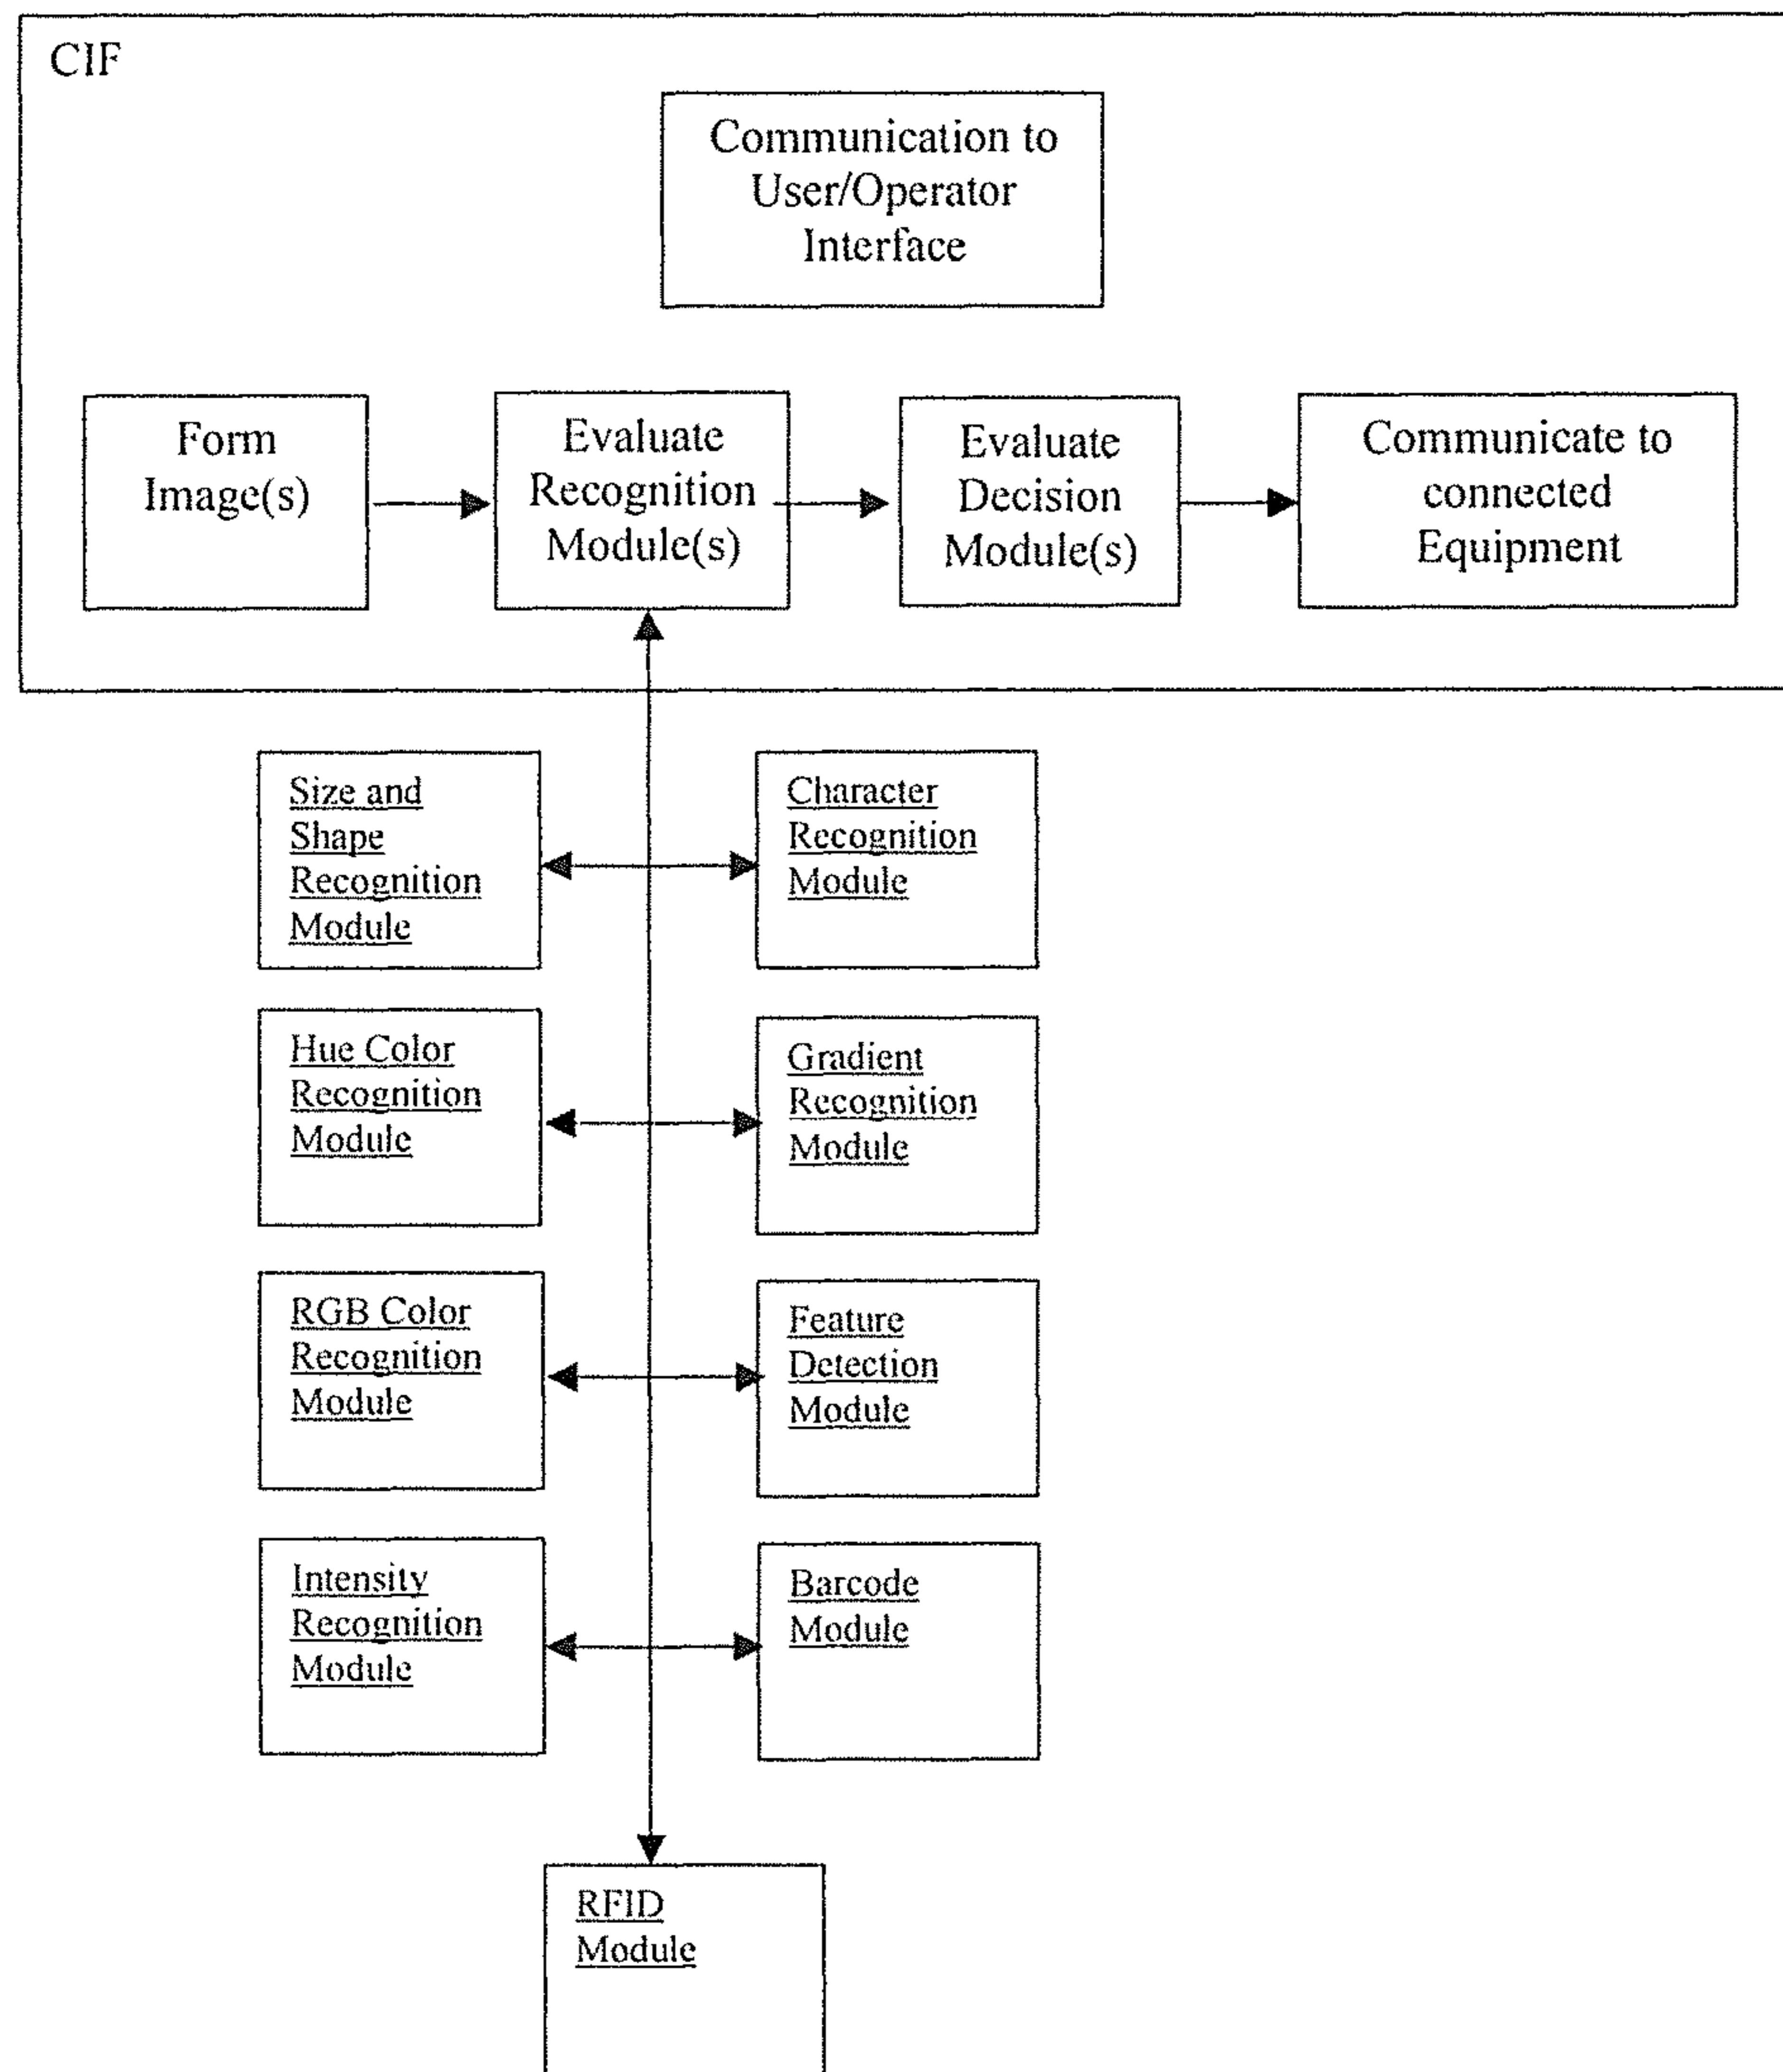 CIF
Communication to
User/Operator
Interface
Form
Image(s)
Evaluate
Recognition
Module(s)
Evaluate
Decision
Module(s)
Communicate to
connected
Equipment
Size and
Shape
Recognition
Module
Character
Recognition
Module
Hue Color
Recognition
Module
Gradient
Recognition
Module
RGB Color
Recognition
Module
Feature
Detection
Module
Intensity
Recognition
Module
Barcode
Module
RFID
Module